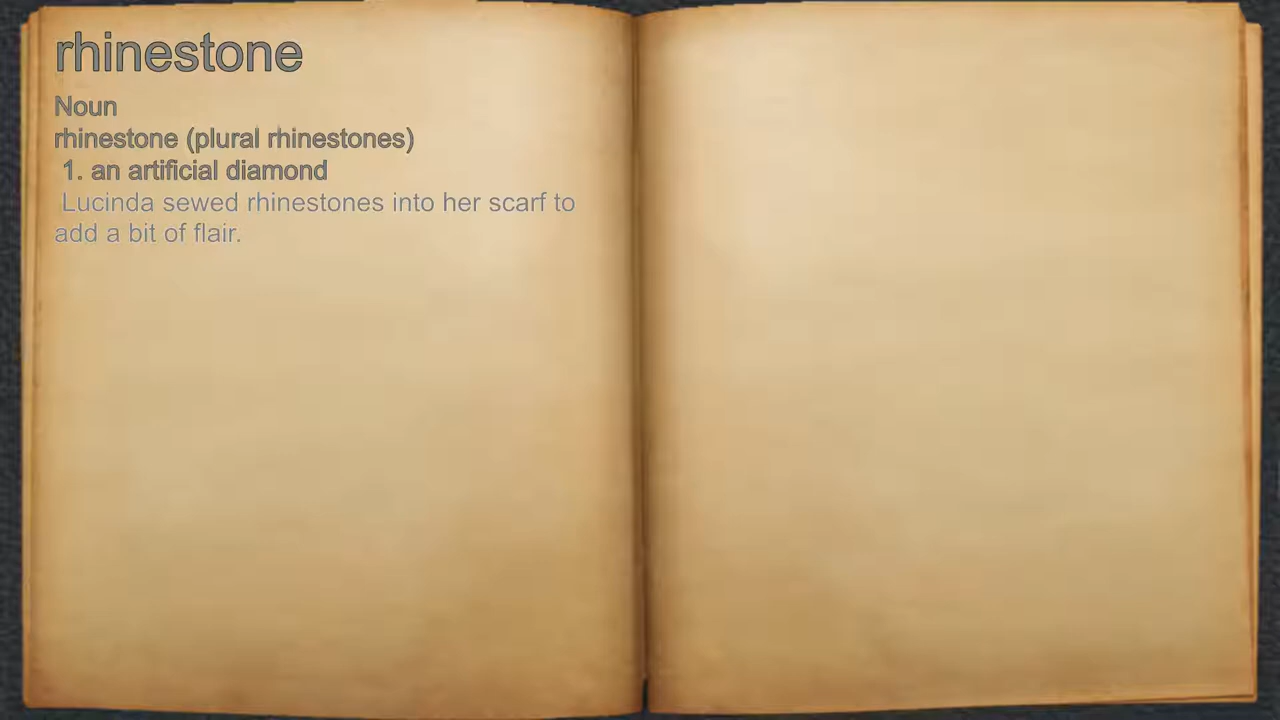 rhinestone
Noun
rhinestone (plural rhinestones)
1. an artificial diamond
Lucinda sewed rhinestones into her scarf to
add a bit of flair.